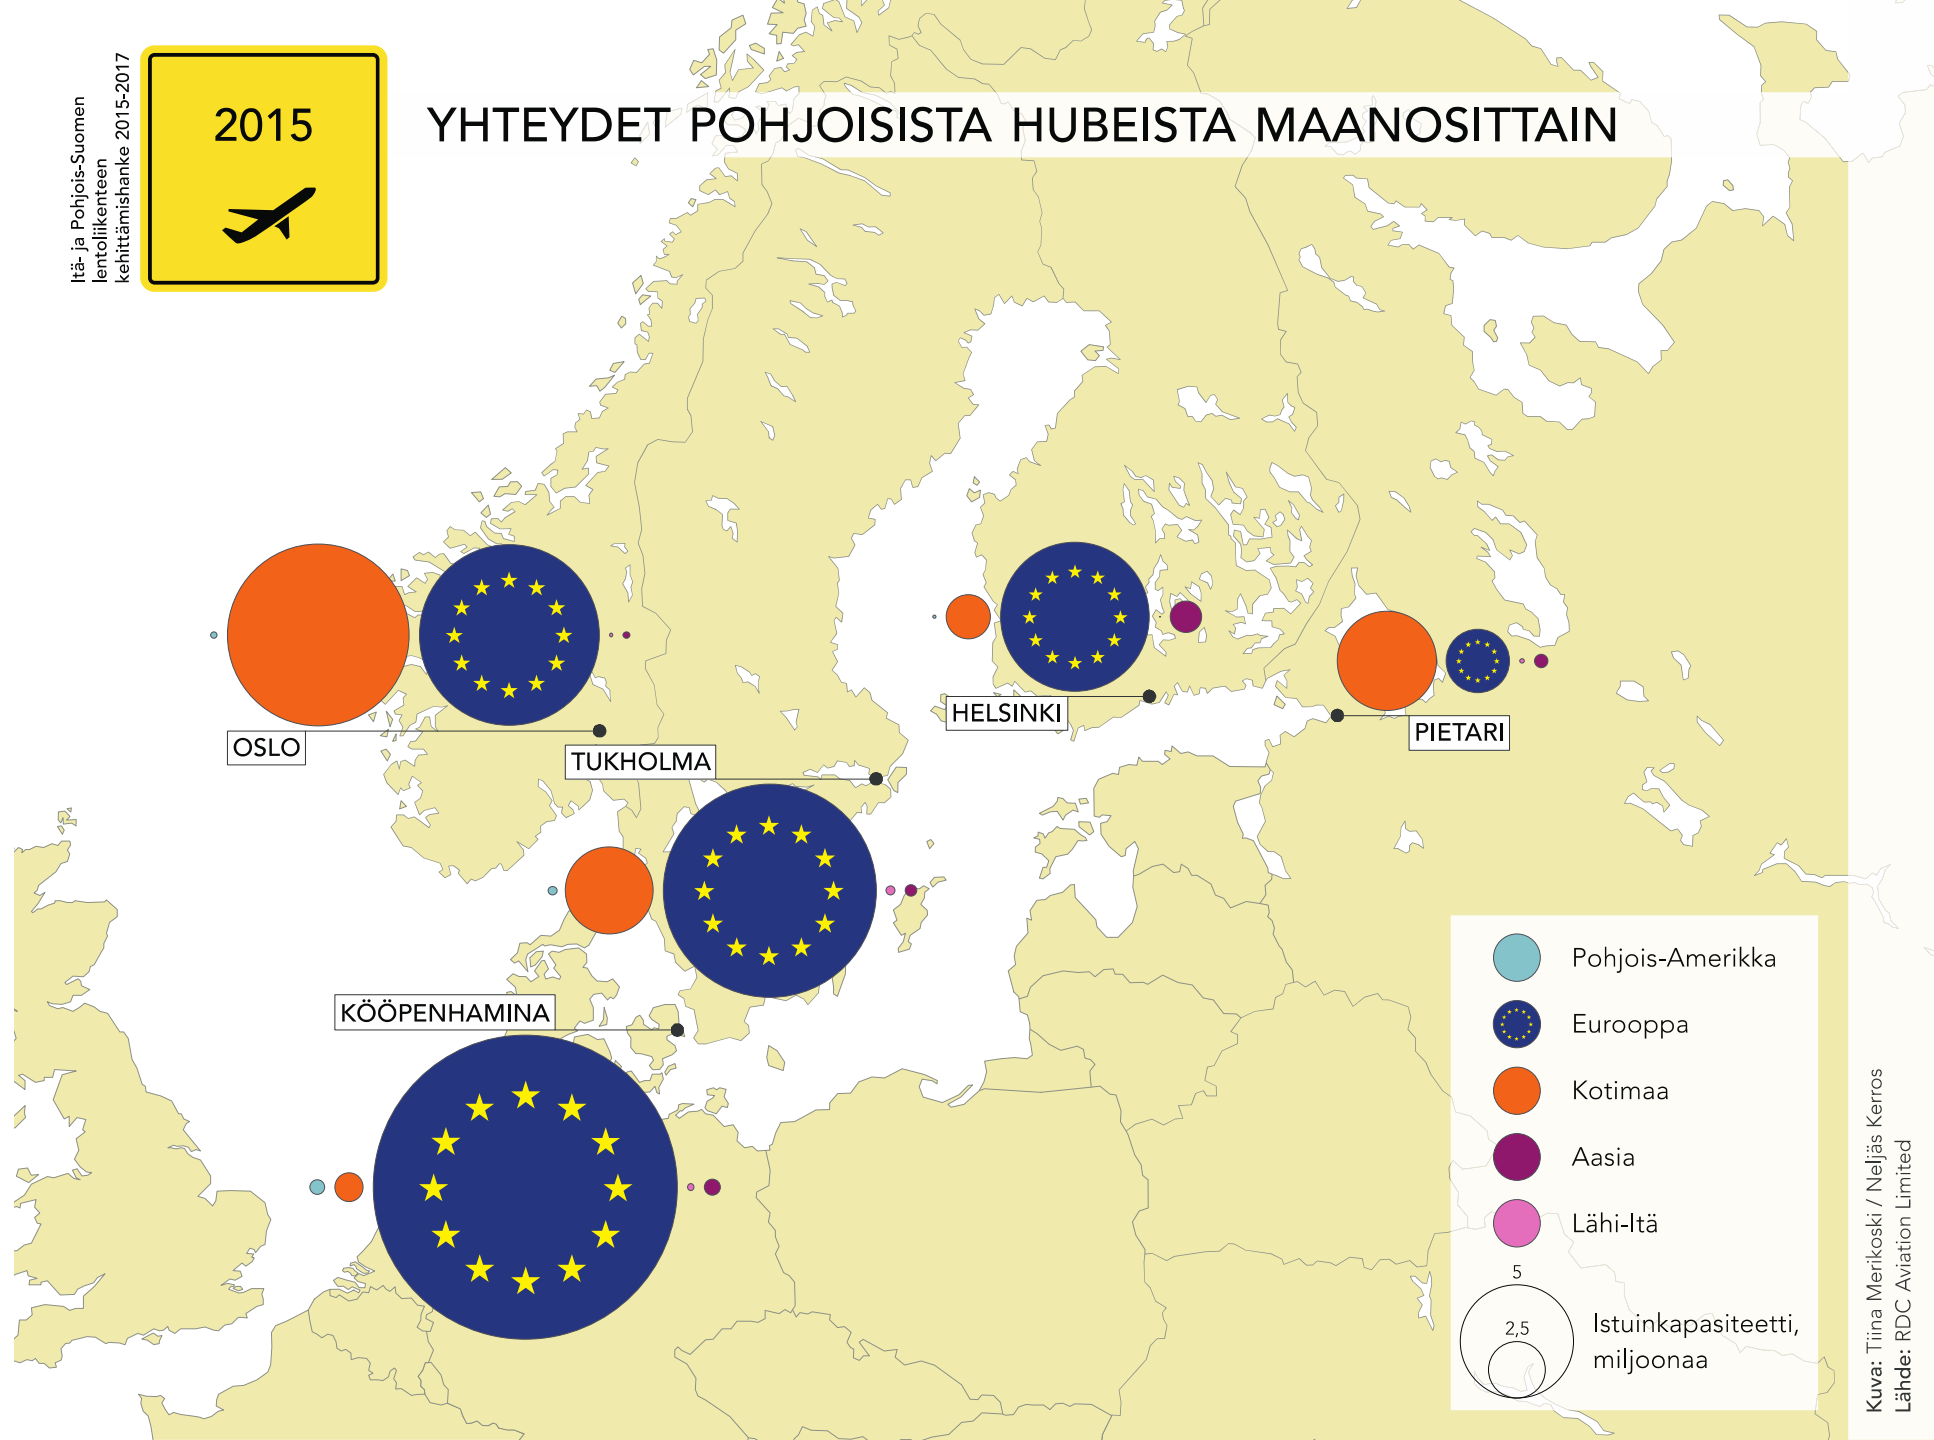 Itä- ja Pohjois-Suomen
lentoliikenteen
kehittämishanke 2015-2017
2015
YHTEYDET POHJOISISTA HUBEISTA MAANOSITTAIN
OSLO
TUKHOLMA
HELSINKI
PIETARI
KÖÖPENHAMINA
Pohjois-Amerikka
Eurooppa
Kotimaa
Aasia
Lähi-Itä
5
2,5
Istuinkapasiteetti,
miljoonaa
Kuva: Tiina Merikoski / Neljäs Kerros
Lähde: RDC Aviation Limited